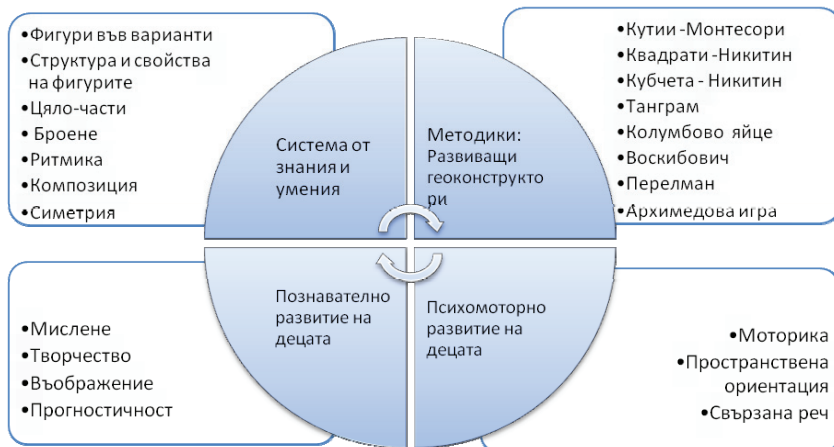 •Фигури във варианти
•Структура и свойства
на фигурите
•Цяло-части
• Броене
•Ритмика
•Композиция
•Симетрия
Система от
знания и
умения
Методики:
Развиващи
геоконструкто
ри
•Кутии -Монтесори
•Квадрати -Никитин
•Кубчета - Никитин
•Танграм
•Колумбово яйце
•Воскибович
•Перелман
•Архимедова игра
•Мислене
•Творчество
•Въображение
•Прогностичност
Познавателно
развитие на
децата
Психомоторно
развитие на
децата
•Моторика
•Пространствена
ориентация
•Свързана реч